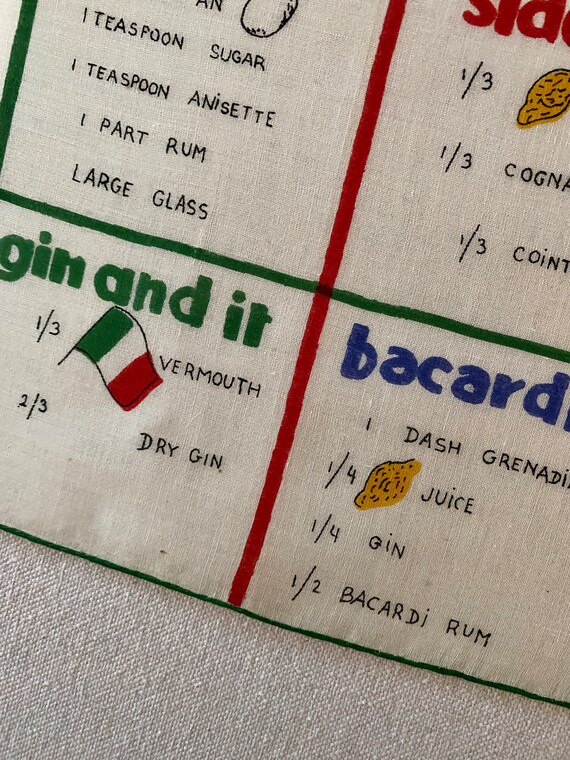 AN
1 TEASPOON SUGAR
1 TEASPOON ANiSETTE
1 PART RUM
LARGE GLASS
1/3
1/3 COGNA
1/3 COiNT
gin and it
1/3 VERMOUTH
2/3
DRY GiN
bacardi
1 DASH GRENADi
1/4 JUiCE
1/4 GiN
1/2 BACARDi RUM